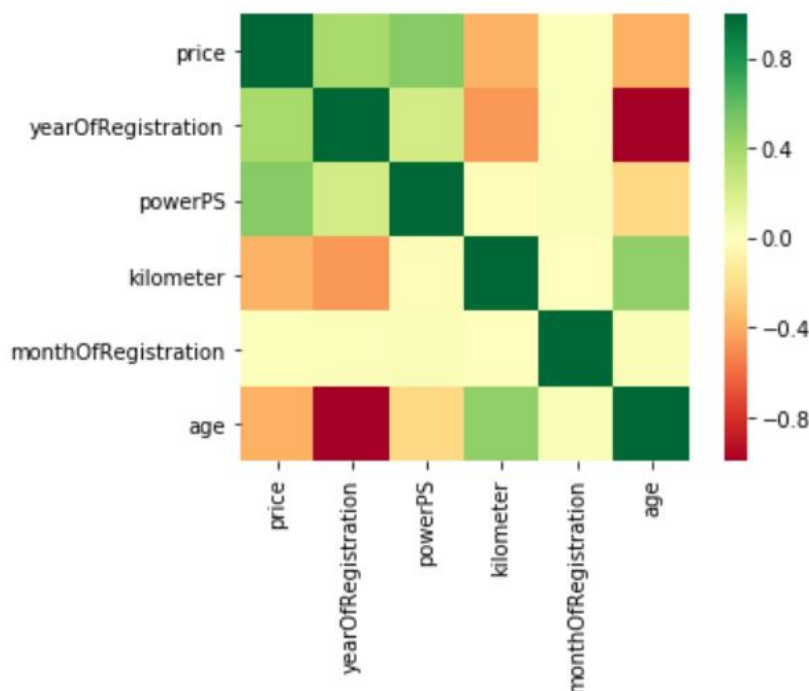 price
yearOfRegistration
powerPS
kilometer
monthOfRegistration
age
price
yearOfRegistration
powerPS
kilometer
monthOfRegistration
age
0.8
0.4
0.0
−0.4
−0.8